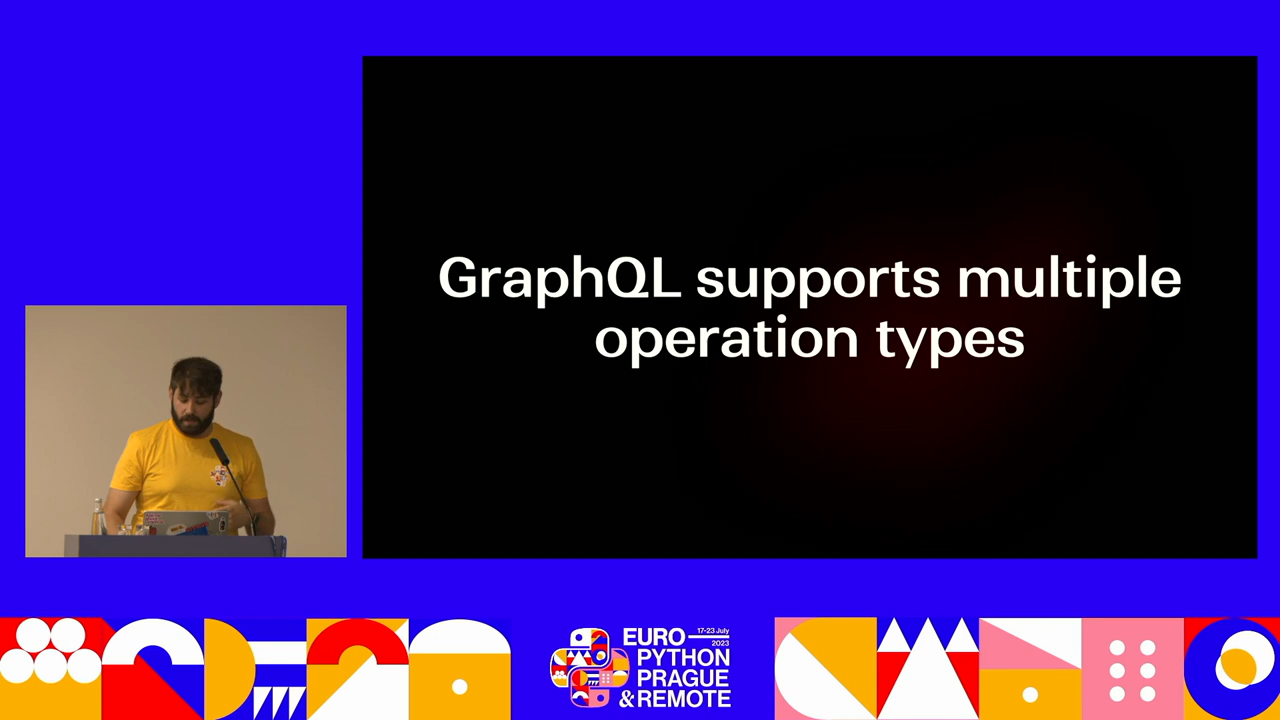 GraphQL supports multiple
operation types
EURO
17-23 July
2023
PYTHON
PRAGUE
& REMOTE